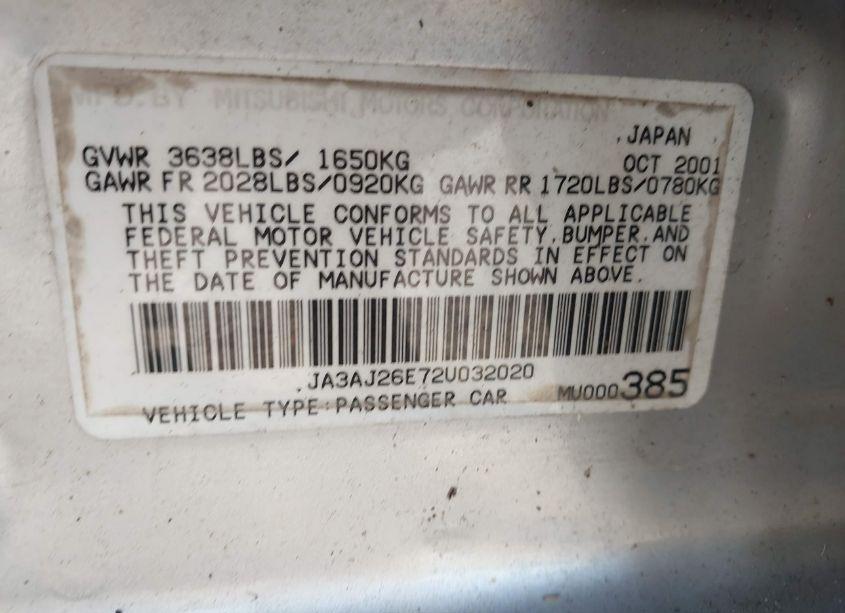 MFD. BY MITSUBISHI MOTORS CORPORATION
JAPAN
GVWR 3638LBS/ 1650KG OCT 2001
GAWR FR 2028LBS/0920KG GAWR RR 1720LBS/0780KG
THIS VEHICLE CONFORMS TO ALL APPLICABLE
FEDERAL MOTOR VEHICLE SAFETY, BUMPER, AND
THEFT PREVENTION STANDARDS IN EFFECT ON
THE DATE OF MANUFACTURE SHOWN ABOVE.
JA3AJ26E72U032020
VEHICLE TYPE:PASSENGER CAR MU000385